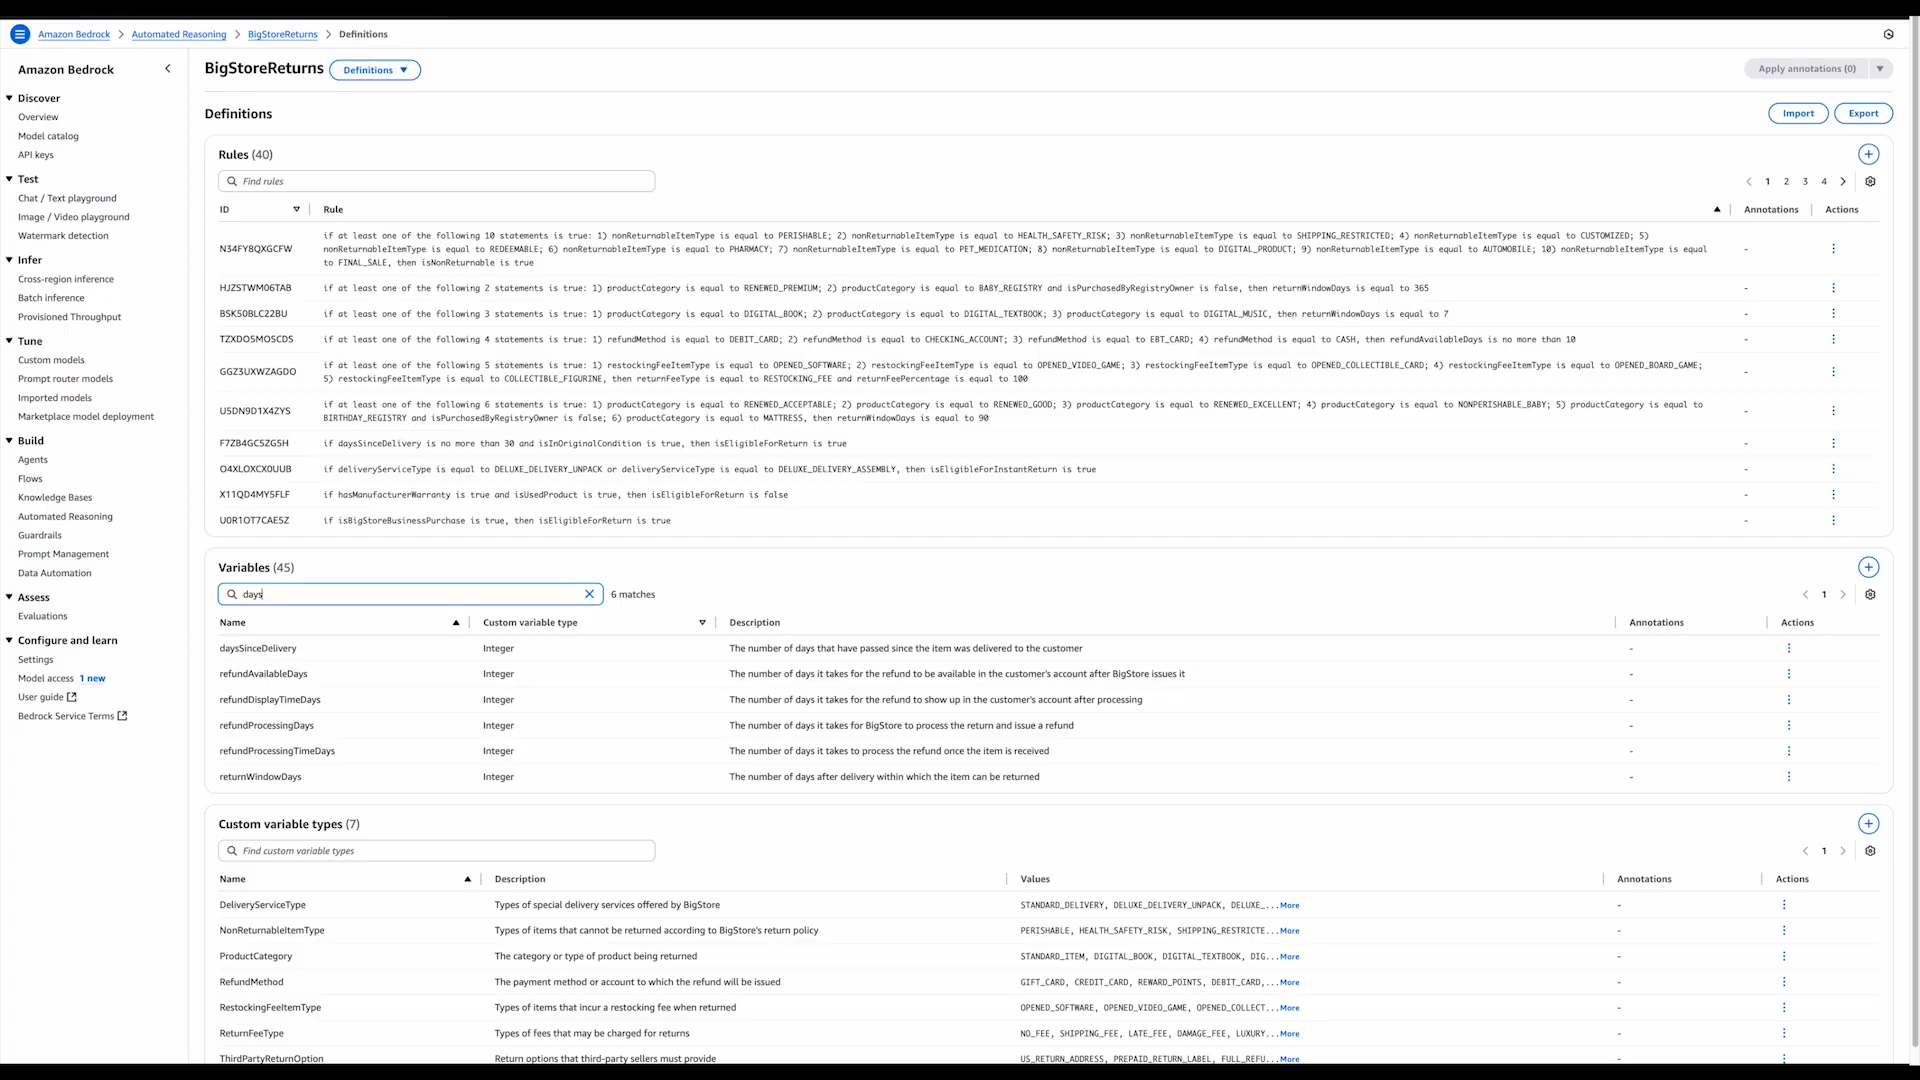 Amazon Bedrock
Automated Reasoning
BigStoreReturns
Definitions
Amazon Bedrock
Discover
Overview
Model catalog
API keys
Test
Chat / Text playground
Image / Video playground
Watermark detection
Infer
Cross-region inference
Batch inference
Provisioned Throughput
Tune
Custom models
Prompt router models
Imported models
Marketplace model deployment
Build
Agents
Flows
Knowledge Bases
Automated Reasoning
Guardrails
Prompt Management
Data Automation
Assess
Evaluations
Configure and learn
Settings
Model access 1 new
User guide
Bedrock Service Terms
BigStoreReturns Definitions
Apply annotations (0)
Definitions
Import Export
Rules (40)
Find rules
1 2 3 4
ID Rule Annotations Actions
N34FY8QXGCFW if at least one of the following 10 statements is true: 1) nonReturnableItemType is equal to PERISHABLE; 2) nonReturnableItemType is equal to HEALTH_SAFETY_RISK; 3) nonReturnableItemType is equal to SHIPPING_RESTRICTED; 4) nonReturnableItemType is equal to CUSTOMIZED; 5)
nonReturnableItemType is equal to REDEEMABLE; 6) nonReturnableItemType is equal to PHARMACY; 7) nonReturnableItemType is equal to PET_MEDICATION; 8) nonReturnableItemType is equal to DIGITAL_PRODUCT; 9) nonReturnableItemType is equal to AUTOMOBILE; 10) nonReturnableItemType is equal -
to FINAL_SALE, then isNonReturnable is true
HJZSTWM06TAB if at least one of the following 2 statements is true: 1) productCategory is equal to RENEWED_PREMIUM; 2) productCategory is equal to BABY_REGISTRY and isPurchasedByRegistryOwner is false, then returnWindowDays is equal to 365 -
BSK50BLC22BU if at least one of the following 3 statements is true: 1) productCategory is equal to DIGITAL_BOOK; 2) productCategory is equal to DIGITAL_TEXTBOOK; 3) productCategory is equal to DIGITAL_MUSIC, then returnWindowDays is equal to 7 -
TZXDO5MOSCDS if at least one of the following 4 statements is true: 1) refundMethod is equal to DEBIT_CARD; 2) refundMethod is equal to CHECKING_ACCOUNT; 3) refundMethod is equal to EBT_CARD; 4) refundMethod is equal to CASH, then refundAvailableDays is no more than 10 -
GGZ3UXWZAGDO if at least one of the following 5 statements is true: 1) restockingFeeItemType is equal to OPENED_SOFTWARE; 2) restockingFeeItemType is equal to OPENED_VIDEO_GAME; 3) restockingFeeItemType is equal to OPENED_COLLECTIBLE_CARD; 4) restockingFeeItemType is equal to OPENED_BOARD_GAME; -
5) restockingFeeItemType is equal to COLLECTIBLE_FIGURINE, then returnFeeType is equal to RESTOCKING_FEE and returnFeePercentage is equal to 100
U5DN9D1X4ZYS if at least one of the following 6 statements is true: 1) productCategory is equal to RENEWED_ACCEPTABLE; 2) productCategory is equal to RENEWED_GOOD; 3) productCategory is equal to RENEWED_EXCELLENT; 4) productCategory is equal to NONPERISHABLE_BABY; 5) productCategory is equal to -
BIRTHDAY_REGISTRY and isPurchasedByRegistryOwner is false; 6) productCategory is equal to MATTRESS, then returnWindowDays is equal to 90
F7ZB4GC5ZG5H if daysSinceDelivery is no more than 30 and isInOriginalCondition is true, then isEligibleForReturn is true -
O4XLOXCX0UUB if deliveryServiceType is equal to DELUXE_DELIVERY_UNPACK or deliveryServiceType is equal to DELUXE_DELIVERY_ASSEMBLY, then isEligibleForInstantReturn is true -
X11QD4MY5FLF if hasManufacturerWarranty is true and isUsedProduct is true, then isEligibleForReturn is false -
U0R1OT7CAE5Z if isBigStoreBusinessPurchase is true, then isEligibleForReturn is true -
Variables (45)
days 6 matches 1
Name Custom variable type Description Annotations Actions
daysSinceDelivery Integer The number of days that have passed since the item was delivered to the customer -
refundAvailableDays Integer The number of days it takes for the refund to be available in the customer's account after BigStore issues it -
refundDisplayTimeDays Integer The number of days it takes for the refund to show up in the customer's account after processing -
refundProcessingDays Integer The number of days it takes for BigStore to process the return and issue a refund -
refundProcessingTimeDays Integer The number of days it takes to process the refund once the item is received -
returnWindowDays Integer The number of days after delivery within which the item can be returned -
Custom variable types (7)
Find custom variable types 1
Name Description Values Annotations Actions
DeliveryServiceType Types of special delivery services offered by BigStore STANDARD_DELIVERY, DELUXE_DELIVERY_UNPACK, DELUXE_...More -
NonReturnableItemType Types of items that cannot be returned according to BigStore's return policy PERISHABLE, HEALTH_SAFETY_RISK, SHIPPING_RESTRICTE...More -
ProductCategory The category or type of product being returned STANDARD_ITEM, DIGITAL_BOOK, DIGITAL_TEXTBOOK, DIG...More -
RefundMethod The payment method or account to which the refund will be issued GIFT_CARD, CREDIT_CARD, REWARD_POINTS, DEBIT_CARD,...More -
RestockingFeeItemType Types of items that incur a restocking fee when returned OPENED_SOFTWARE, OPENED_VIDEO_GAME, OPENED_COLLECT...More -
ReturnFeeType Types of fees that may be charged for returns NO_FEE, SHIPPING_FEE, LATE_FEE, DAMAGE_FEE, LUXURY...More -
ThirdPartyReturnOption Return options that third-party sellers must provide US_RETURN_ADDRESS, PREPAID_RETURN_LABEL, FULL_REFU...More -